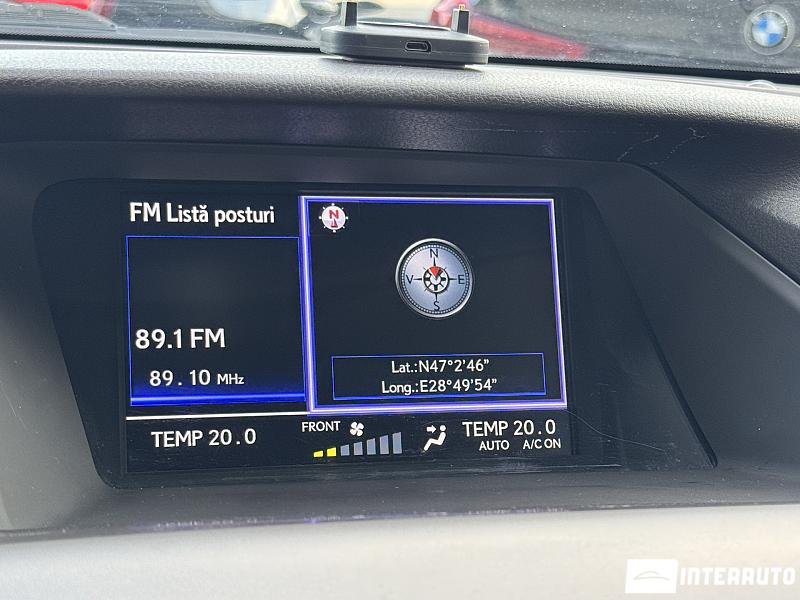 FM Listă posturi
N
N
V
E
S
89.1 FM
89.10 MHz
Lat.:N47°2'46"
Long.:E28°49'54"
TEMP 20.0
FRONT
TEMP 20.0
AUTO A/C ON
INTERAUTO